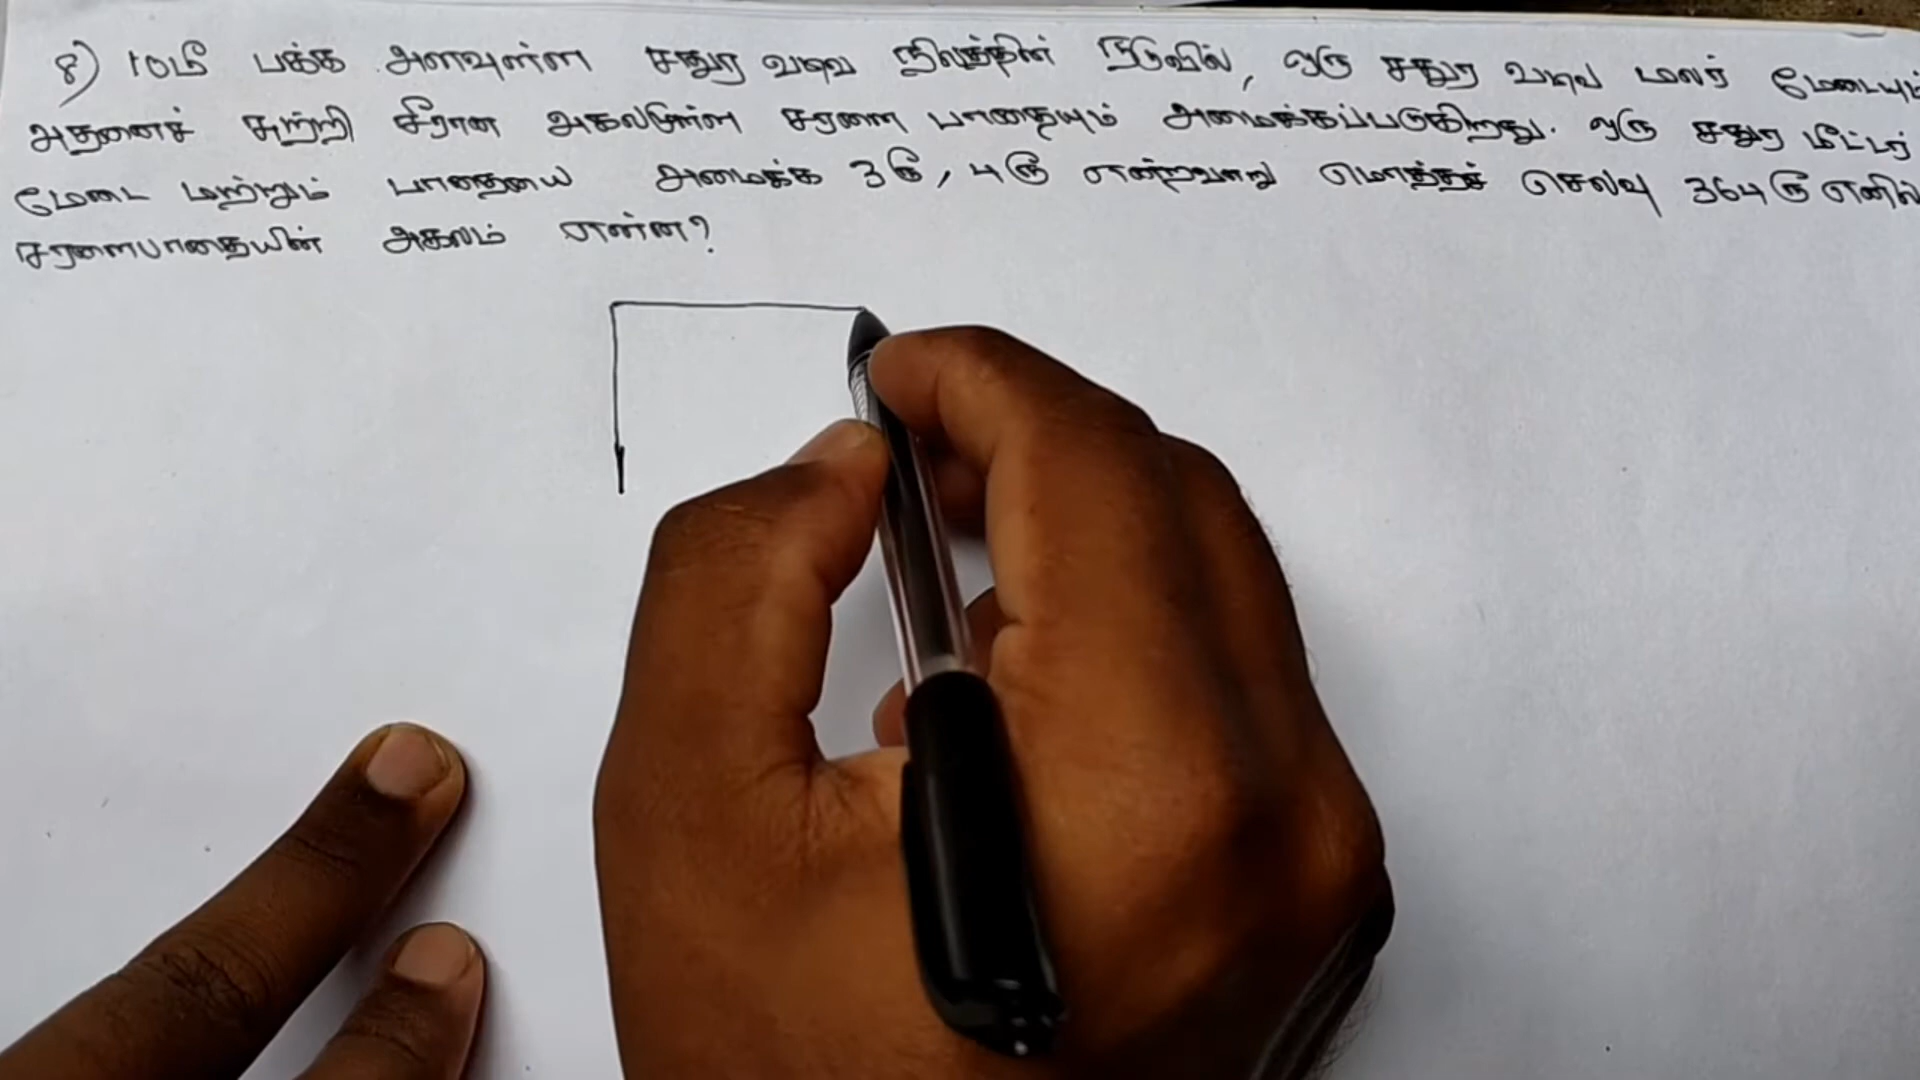 8) 10மீ பக்க அளவுள்ள சதுர வடிவ நிலத்தின் நடுவில், ஒரு சதுர வடிவ மலர் மேடையும்
அதனைச் சுற்றி சீரான அகலமுள்ள சரளை பாதையும் அமைக்கப்படுகிறது. ஒரு சதுர மீட்டர்
மேடை மற்றும் பாதையை அமைக்க 3ரூ, 4ரூ என்றவாறு மொத்தச் செலவு 364ரூ எனில்
சரளைபாதையின் அகலம் என்ன?